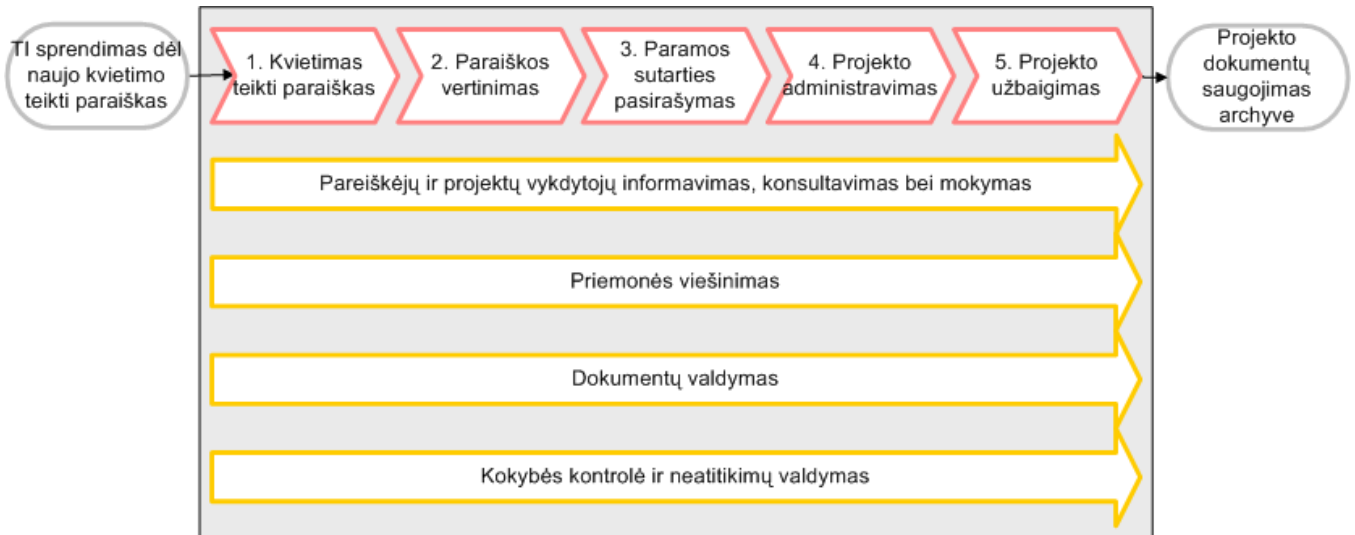 TI sprendimas dėl
naujo kvietimo
teikti paraiškas
1. Kvietimas
teikti paraiškas
2. Paraiškos
vertinimas
3. Paramos
sutarties
pasirašymas
4. Projekto
administravimas
5. Projekto
užbaigimas
Projekto
dokumentų
saugojimas
archyve
Pareiškėjų ir projektų vykdytojų informavimas, konsultavimas bei mokymas
Priemonės viešinimas
Dokumentų valdymas
Kokybės kontrolė ir neatitikimų valdymas